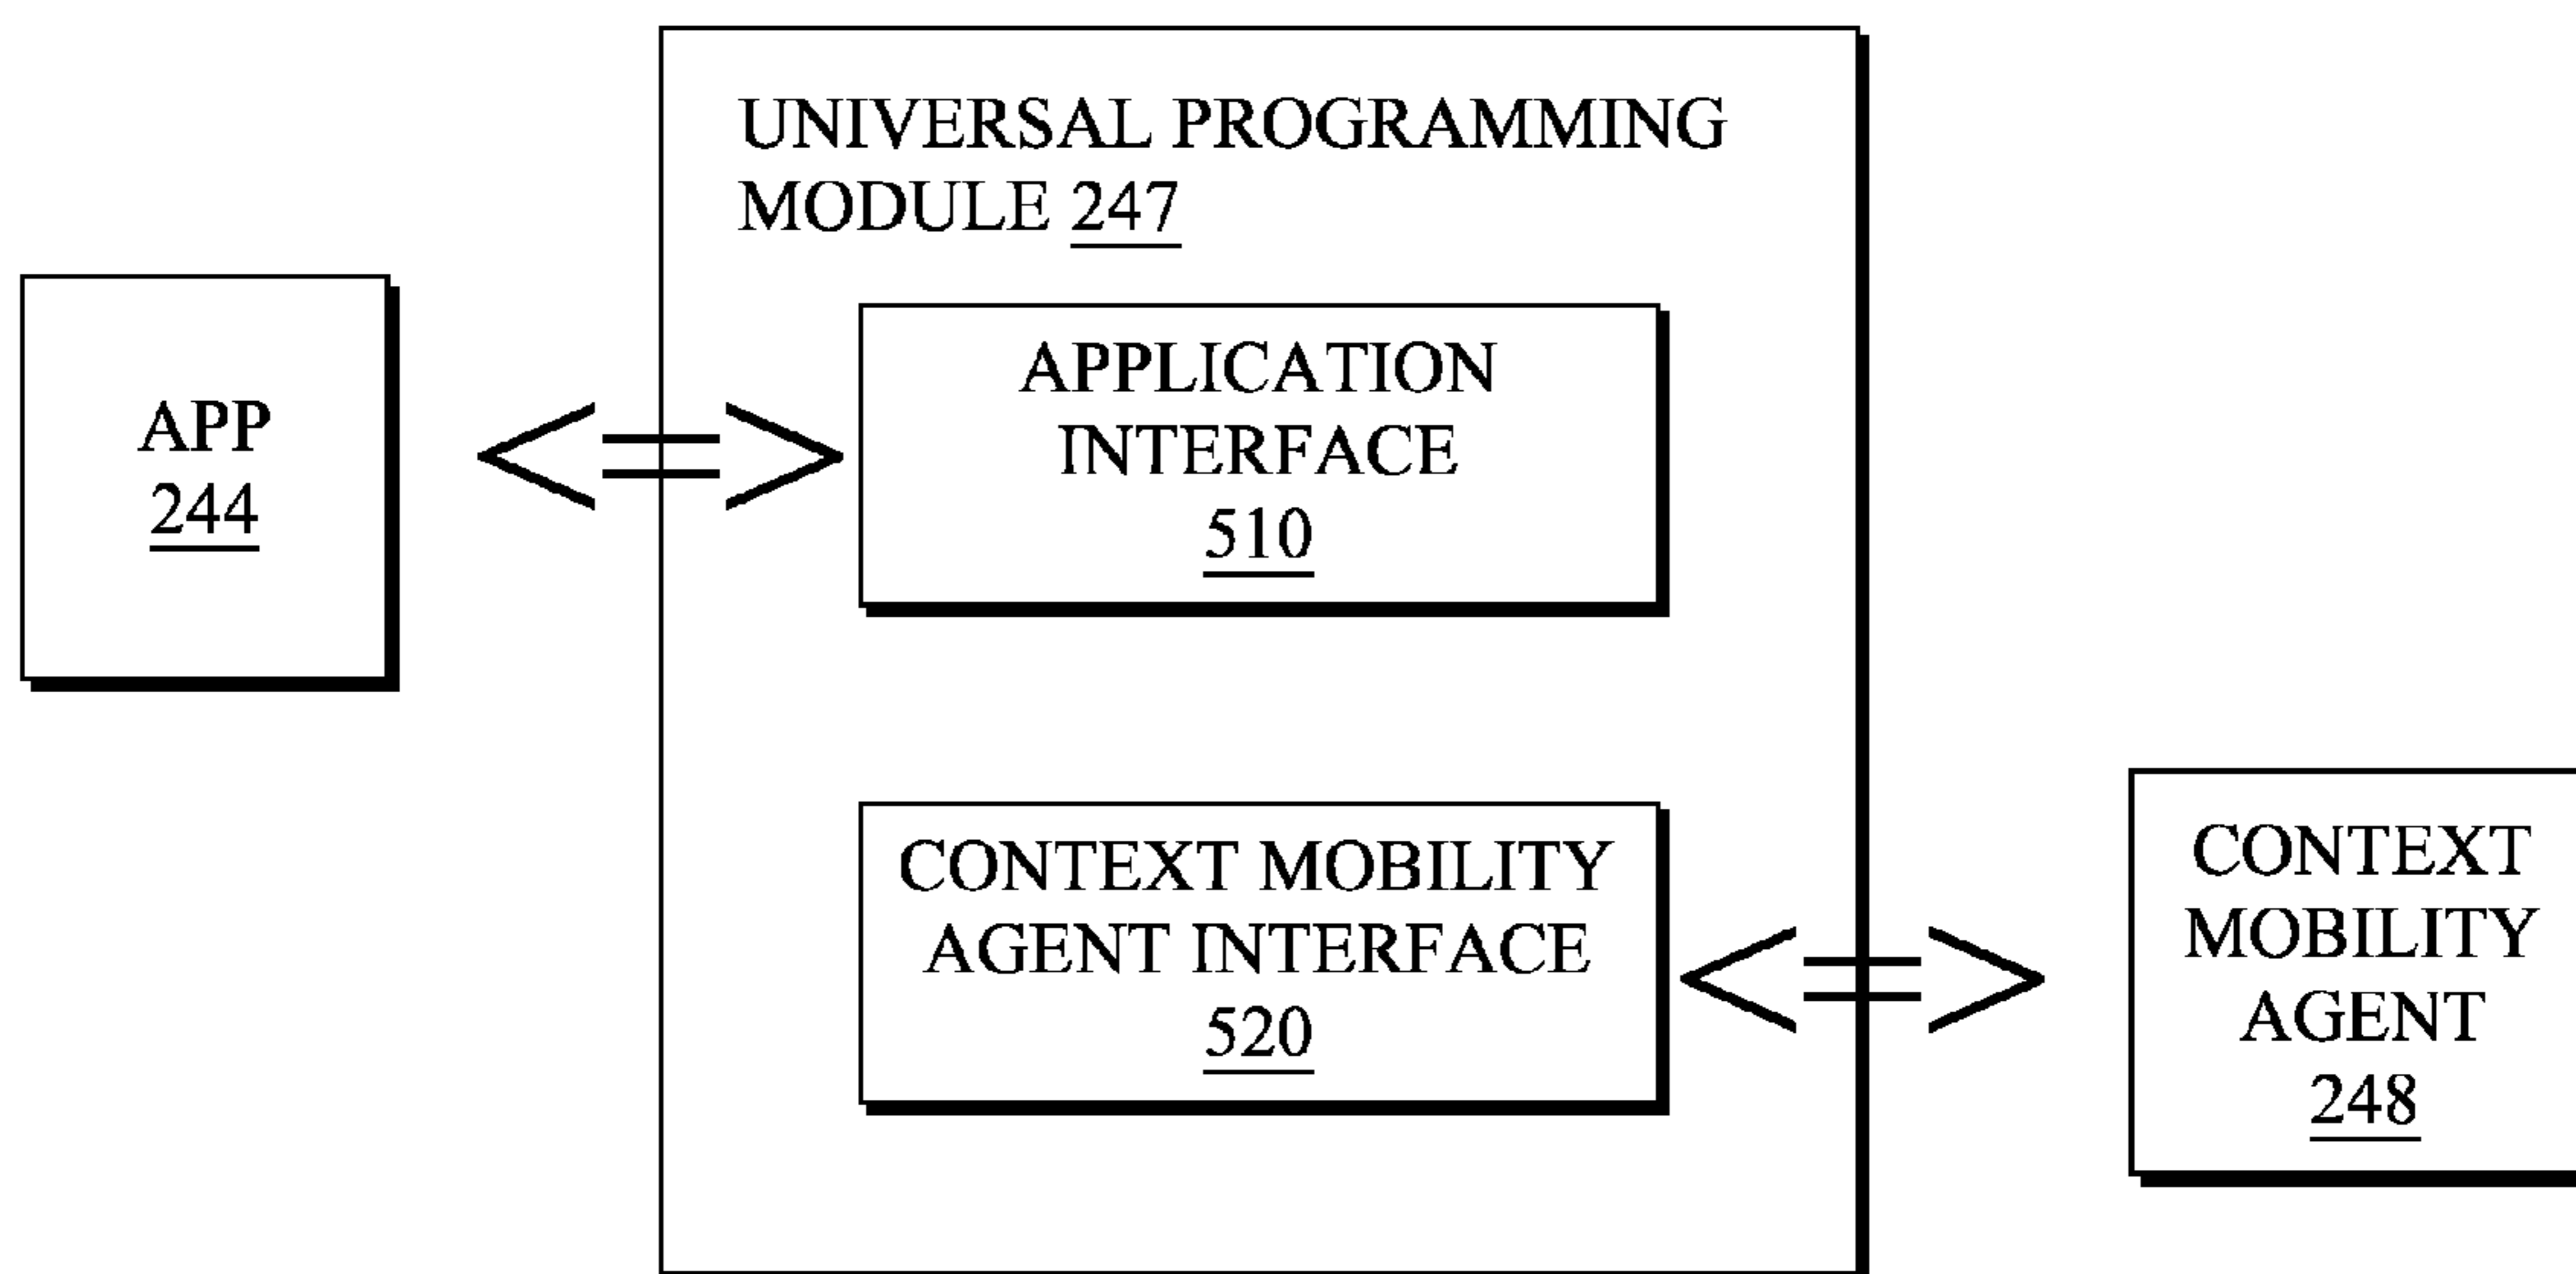 UNIVERSAL PROGRAMMING
MODULE 247
APP
244
APPLICATION
INTERFACE
510
CONTEXT MOBILITY
AGENT INTERFACE
520
CONTEXT
MOBILITY
AGENT
248